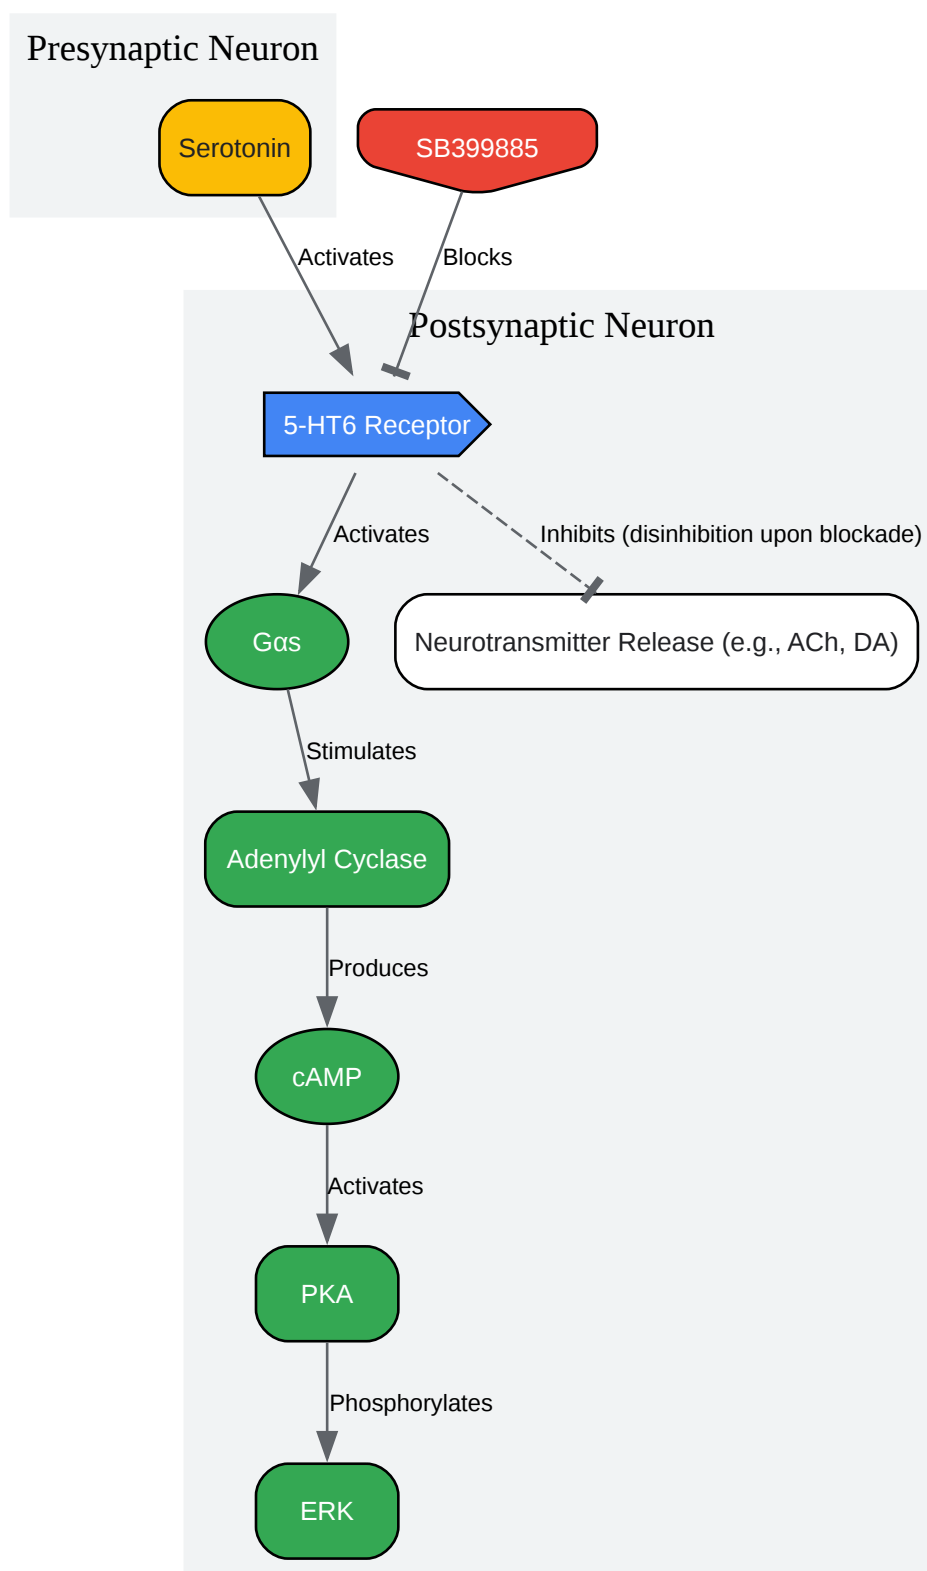 Presynaptic Neuron
Serotonin
SB399885
Activates
Blocks
Postsynaptic Neuron
5-HT6 Receptor
Activates
Inhibits (disinhibition upon blockade)
Gαs
Neurotransmitter Release (e.g., ACh, DA)
Stimulates
Adenylyl Cyclase
Produces
cAMP
Activates
PKA
Phosphorylates
ERK